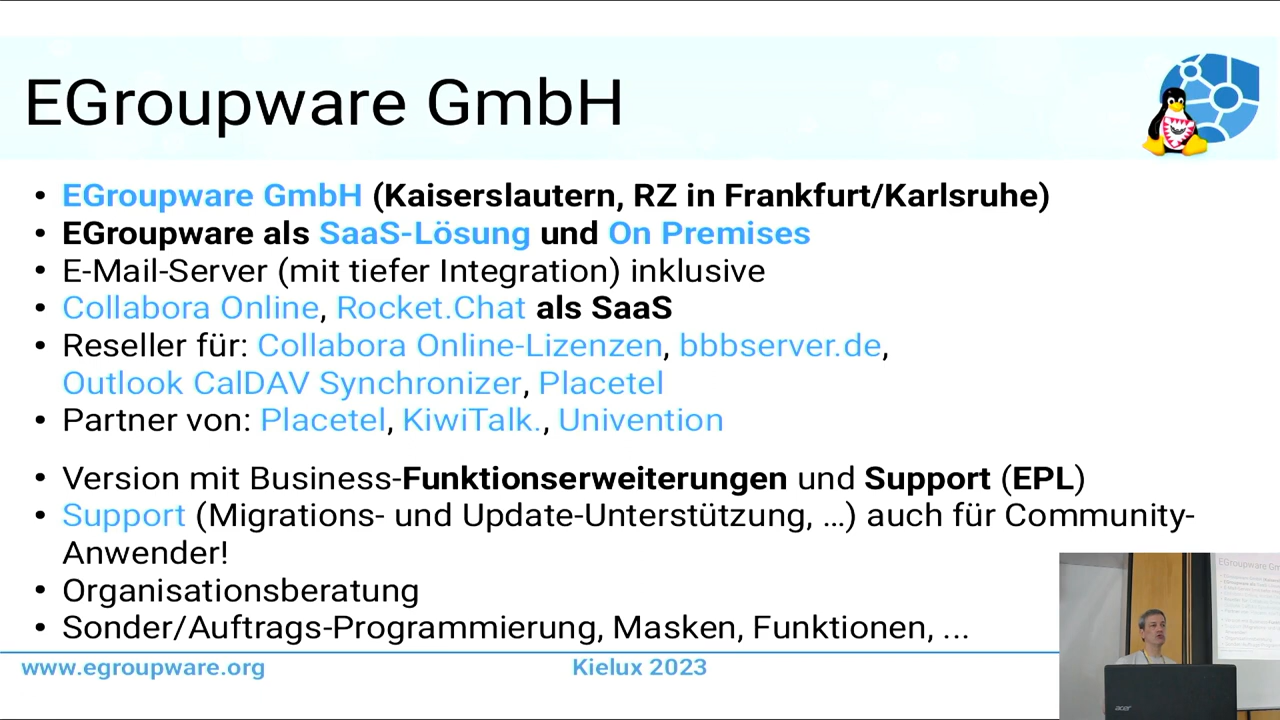 EGroupware GmbH
• EGroupware GmbH (Kaiserslautern, RZ in Frankfurt/Karlsruhe)
• EGroupware als SaaS-Lösung und On Premises
• E-Mail-Server (mit tiefer Integration) inklusive
• Collabora Online, Rocket.Chat als SaaS
• Reseller für: Collabora Online-Lizenzen, bbbserver.de,
Outlook CalDAV Synchronizer, Placetel
• Partner von: Placetel, KiwiTalk., Univention
• Version mit Business-Funktionserweiterungen und Support (EPL)
• Support (Migrations- und Update-Unterstützung, ...) auch für Community-
Anwender!
• Organisationsberatung
• Sonder/Auftrags-Programmierung, Masken, Funktionen, ...
www.egroupware.org
Kielux 2023
acer